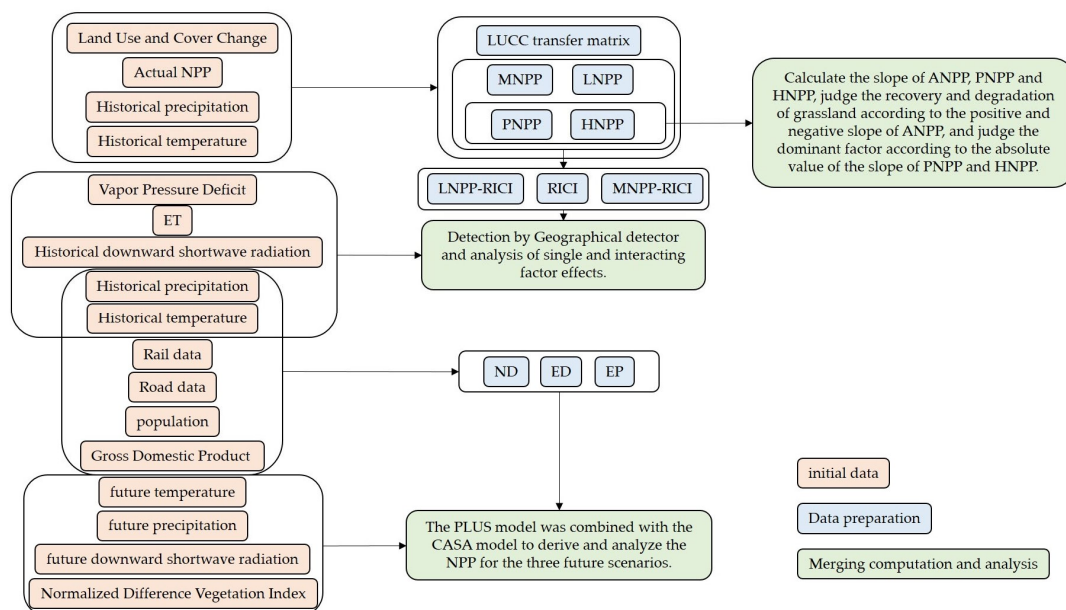 Land Use and Cover Change
Actual NPP
Historical precipitation
Historical temperature
LUCC transfer matrix
MNPP
LNPP
PNPP
HNPP
Calculate the slope of ANPP, PNPP and
HNPP, judge the recovery and degradation
of grassland according to the positive and
negative slope of ANPP, and judge the
dominant factor according to the absolute
value of the slope of PNPP and HNPP.
Vapor Pressure Deficit
ET
Historical downward shortwave radiation
Historical precipitation
Historical temperature
LNPP-RICI
RICI
MNPP-RICI
Detection by Geographical detector
and analysis of single and interacting
factor effects.
Rail data
Road data
population
Gross Domestic Product
ND
ED
EP
future temperature
future precipitation
future downward shortwave radiation
Normalized Difference Vegetation Index
The PLUS model was combined with the
CASA model to derive and analyze the
NPP for the three future scenarios.
initial data
Data preparation
Merging computation and analysis